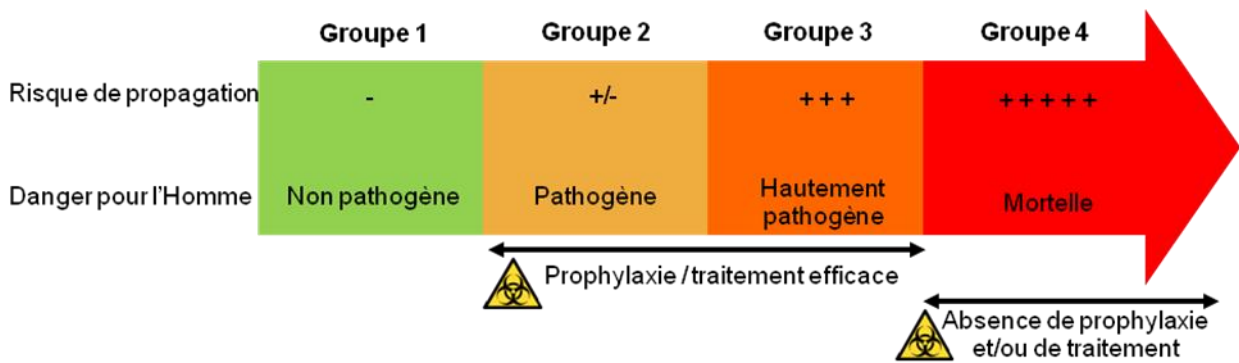 Groupe 1 Groupe 2 Groupe 3 Groupe 4
Risque de propagation - +/- + + + + + + + +
Danger pour l'Homme Non pathogène Pathogène Hautement pathogène Mortelle
Prophylaxie / traitement efficace
Absence de prophylaxie
et/ou de traitement